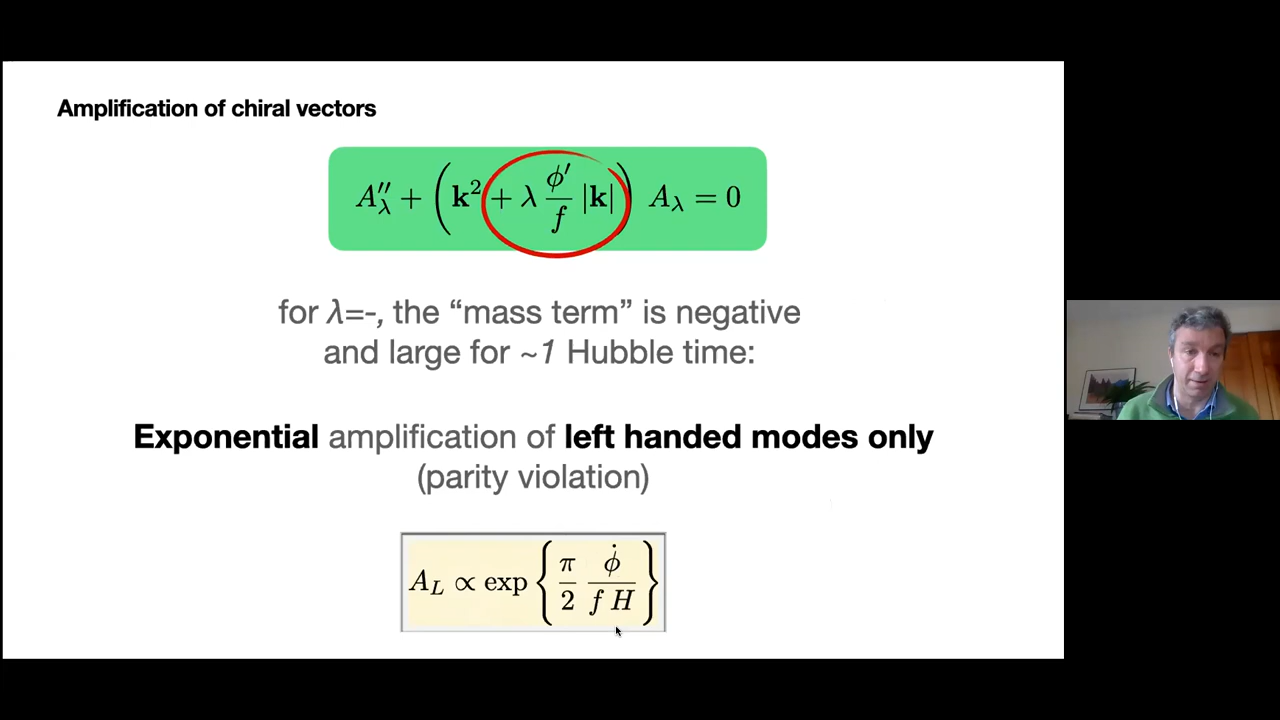 Amplification of chiral vectors
A″_λ + ( k² + λ ϕ′/f |k| ) A_λ = 0
for λ=-, the “mass term” is negative
and large for ~1 Hubble time:
Exponential amplification of left handed modes only
(parity violation)
A_L ∝ exp { π/2 ϕ̇/(f H) }